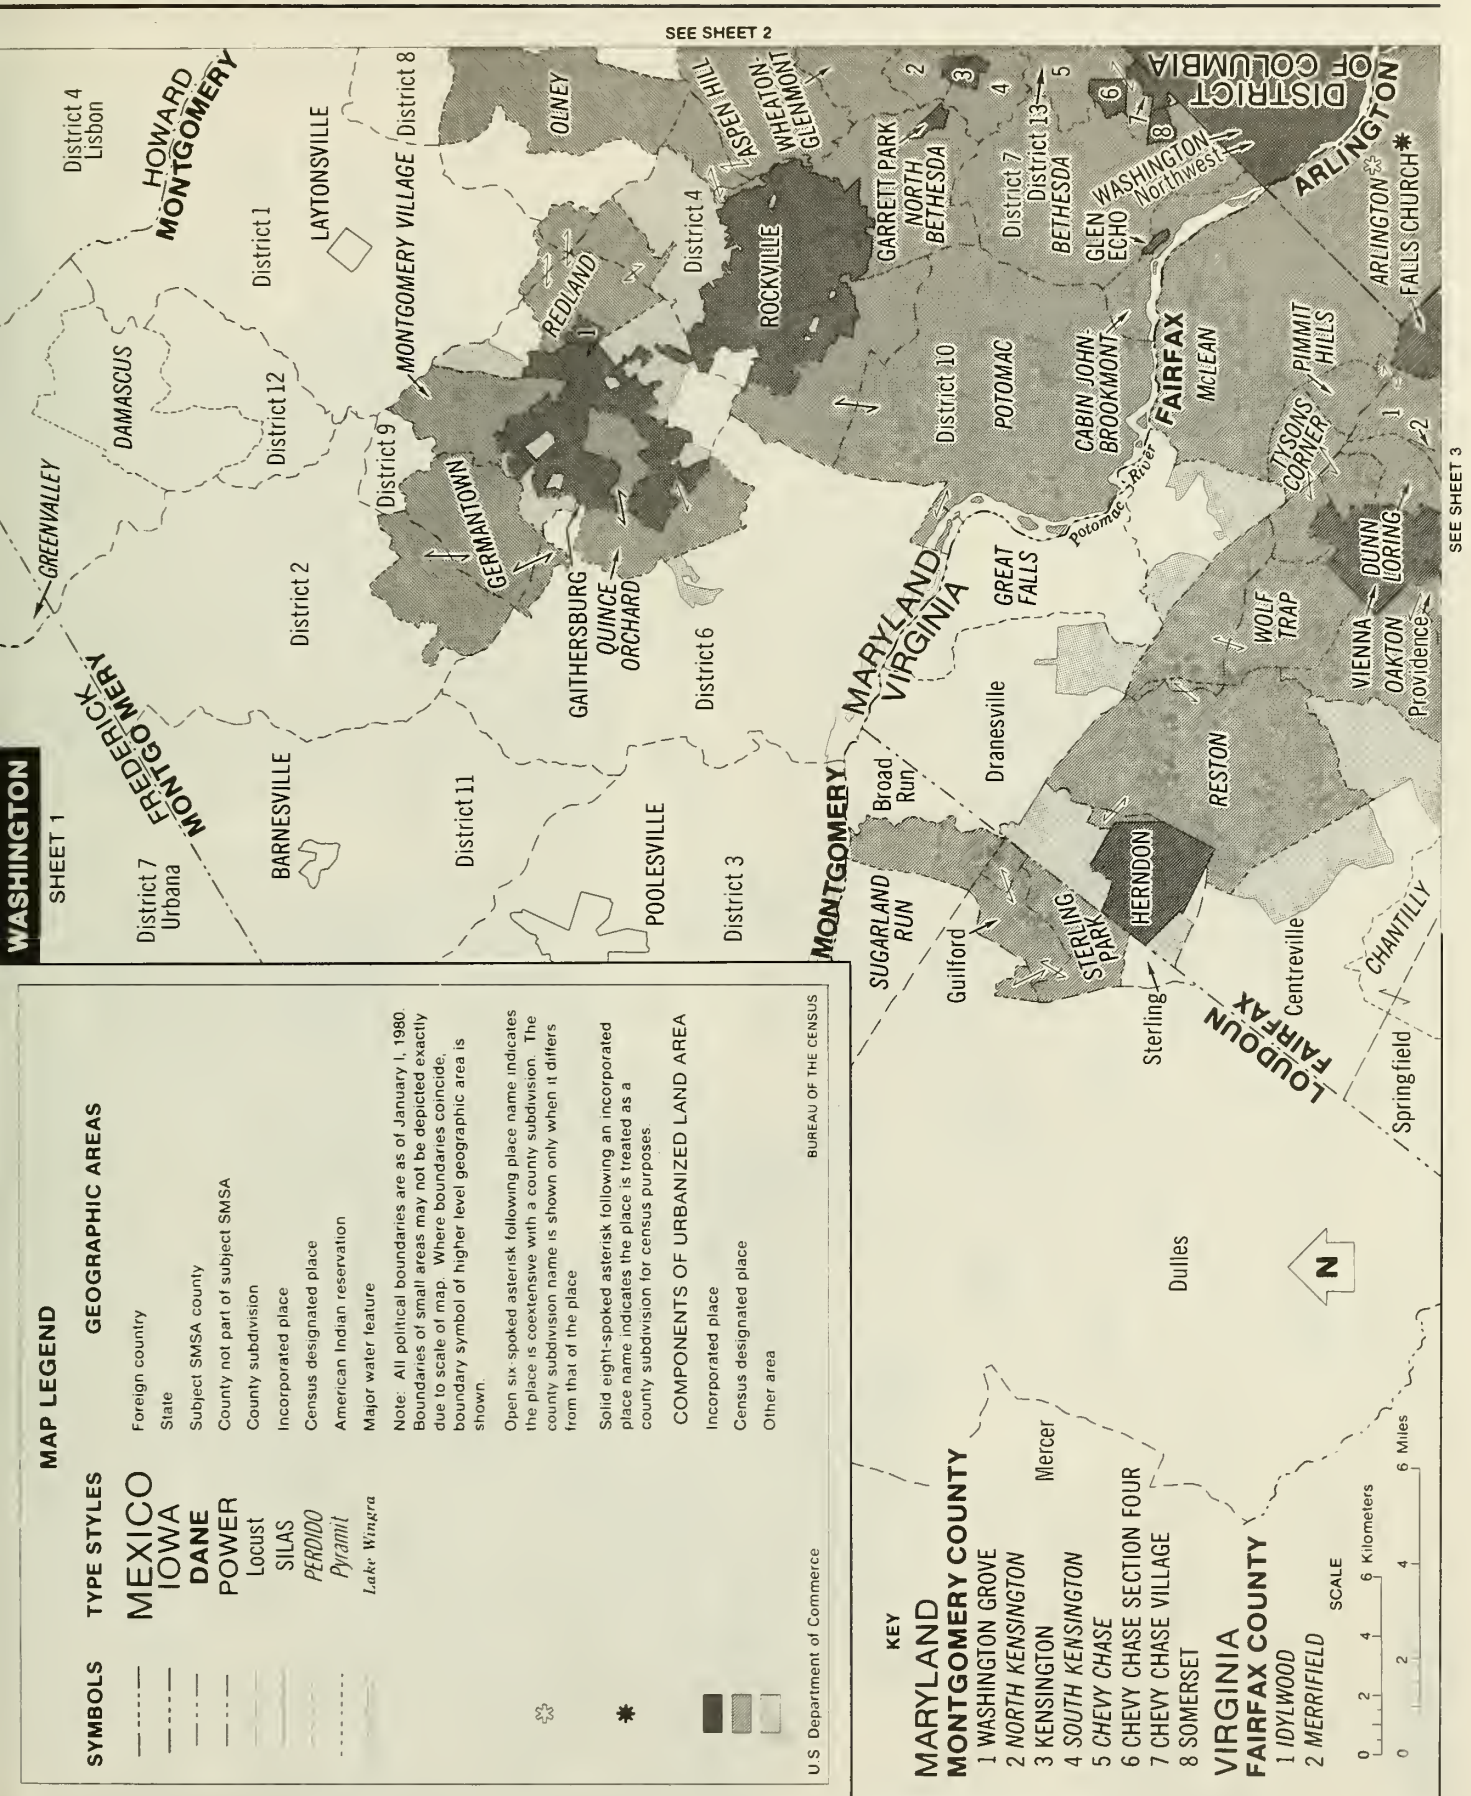 WASHINGTON
SHEET 1
SEE SHEET 2
SEE SHEET 3
MAP LEGEND
SYMBOLS
TYPE STYLES
GEOGRAPHIC AREAS
MEXICO Foreign country
IOWA State
DANE Subject SMSA county
POWER County not part of subject SMSA
Locust County subdivision
SILAS Incorporated place
PERDIDO Census designated place
Pyramit American Indian reservation
Lake Wingra Major water feature
Note: All political boundaries are as of January 1, 1980.
Boundaries of small areas may not be depicted exactly
due to scale of map. Where boundaries coincide,
boundary symbol of higher level geographic area is
shown.
Open six-spoked asterisk following place name indicates
the place is coextensive with a county subdivision. The
county subdivision name is shown only when it differs
from that of the place
Solid eight-spoked asterisk following an incorporated
place name indicates the place is treated as a
county subdivision for census purposes.
COMPONENTS OF URBANIZED LAND AREA
Incorporated place
Census designated place
Other area
U.S Department of Commerce
BUREAU OF THE CENSUS
KEY
MARYLAND
MONTGOMERY COUNTY
1 WASHINGTON GROVE
2 NORTH KENSINGTON
3 KENSINGTON
4 SOUTH KENSINGTON
5 CHEVY CHASE
6 CHEVY CHASE SECTION FOUR
7 CHEVY CHASE VILLAGE
8 SOMERSET
VIRGINIA
FAIRFAX COUNTY
1 IDYLWOOD
2 MERRIFIELD
SCALE
0 2 4 6 Kilometers
0 2 4 6 Miles
N
District 7
Urbana
FREDERICK
MONTGOMERY
GREENVALLEY
DAMASCUS
District 12
District 4
Lisbon
HOWARD
MONTGOMERY
District 1
LAYTONSVILLE
District 8
MONTGOMERY VILLAGE
District 9
District 2
BARNESVILLE
District 11
GERMANTOWN
OLNEY
REDLAND
1
GAITHERSBURG
QUINCE
ORCHARD
District 6
POOLESVILLE
District 3
District 4
ASPEN HILL
WHEATON-
GLENMONT
ROCKVILLE
GARRETT PARK
NORTH
BETHESDA
2
3
4
5
6
7
8
District 7
District 13
BETHESDA
GLEN
ECHO
WASHINGTON
Northwest
DISTRICT
OF COLUMBIA
District 10
POTOMAC
CABIN JOHN-
BROOKMONT
Potomac River
MARYLAND
VIRGINIA
MONTGOMERY
FAIRFAX
ARLINGTON
ARLINGTON
FALLS CHURCH
McLEAN
PIMMIT
HILLS
TYSONS
CORNER
1
2
GREAT
FALLS
DUNN
LORING
WOLF
TRAP
VIENNA
OAKTON
Providence
Dranesville
Broad
Run
RESTON
SUGARLAND
RUN
Guilford
STERLING
PARK
HERNDON
Sterling
LOUDOUN
FAIRFAX
Centreville
CHANTILLY
Springfield
Dulles
Mercer